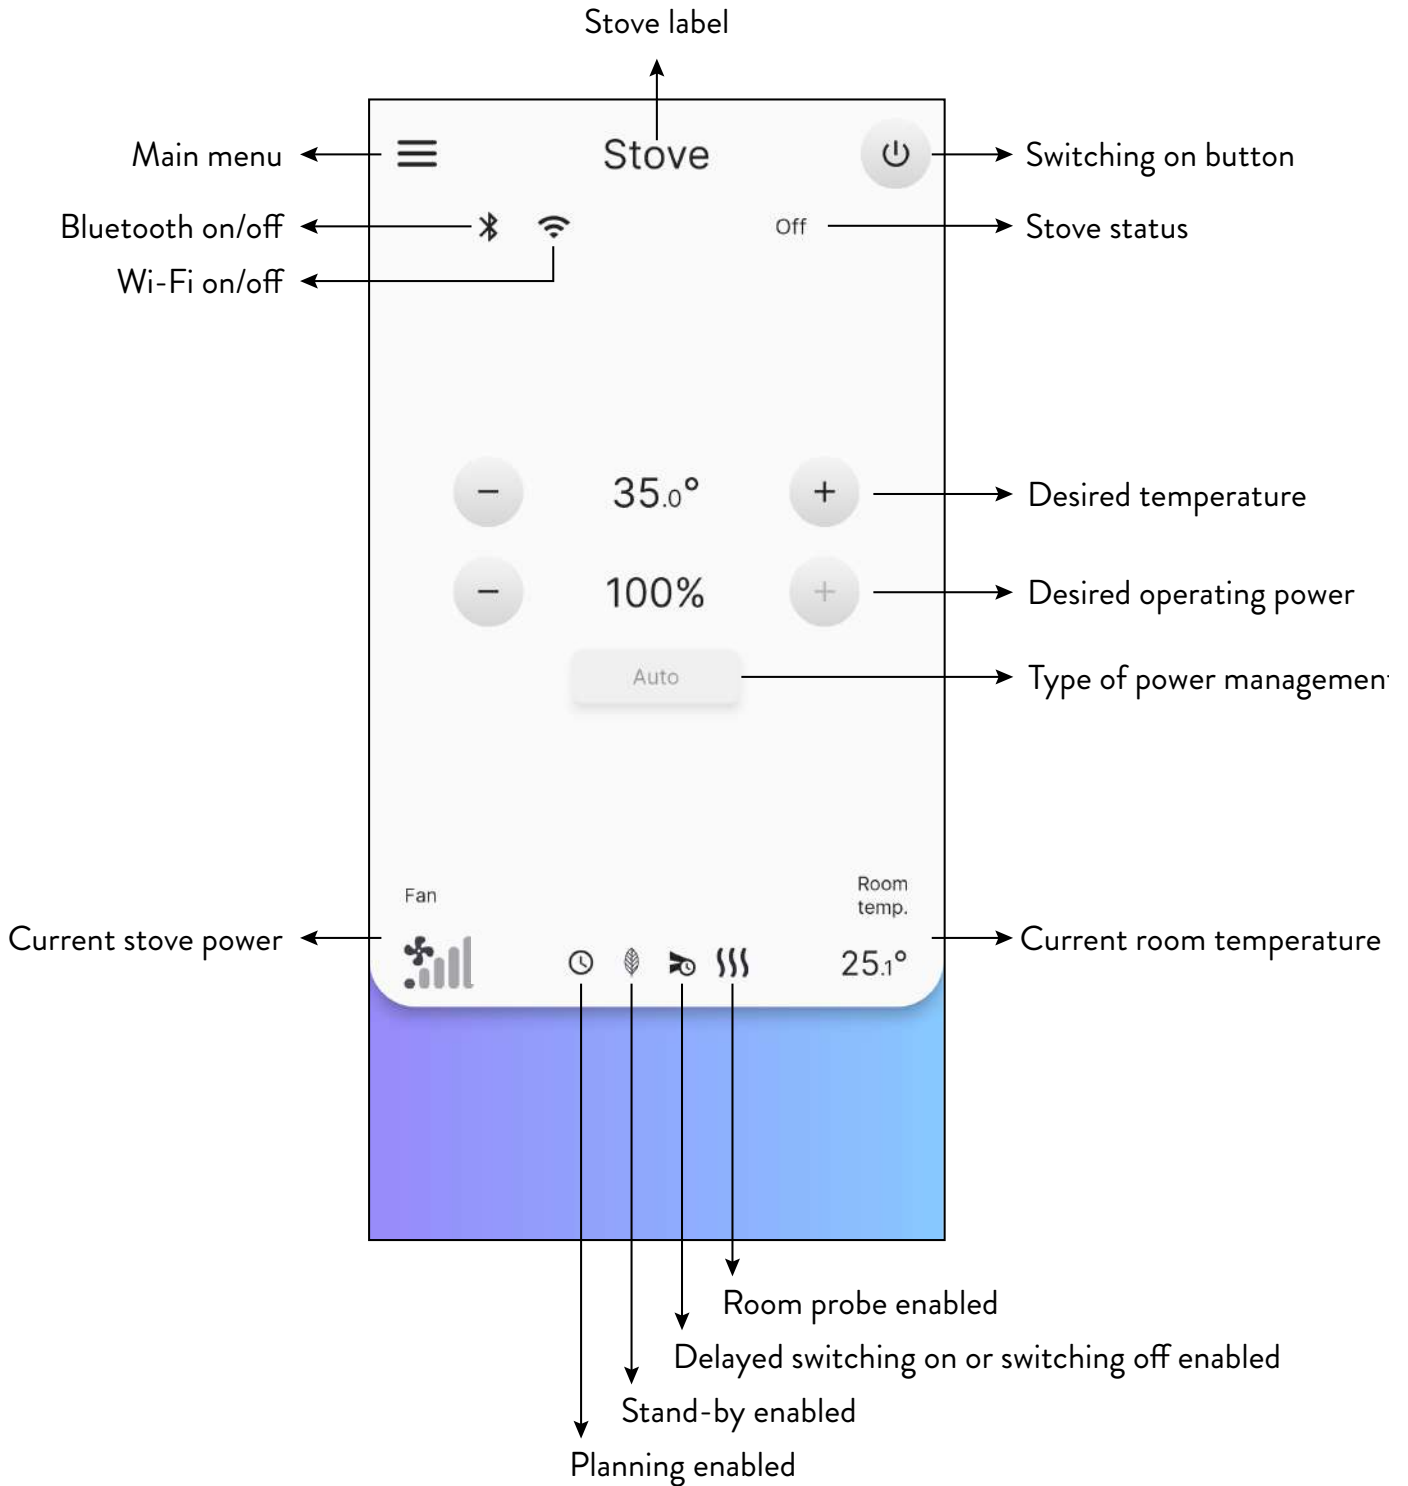 Stove label
Main menu
Stove
Switching on button
Bluetooth on/off
Off
Stove status
Wi-Fi on/off
35.0°
Desired temperature
100%
Desired operating power
Auto
Type of power managemen
Fan
Room
temp.
Current stove power
25.1°
Current room temperature
Room probe enabled
Delayed switching on or switching off enabled
Stand-by enabled
Planning enabled